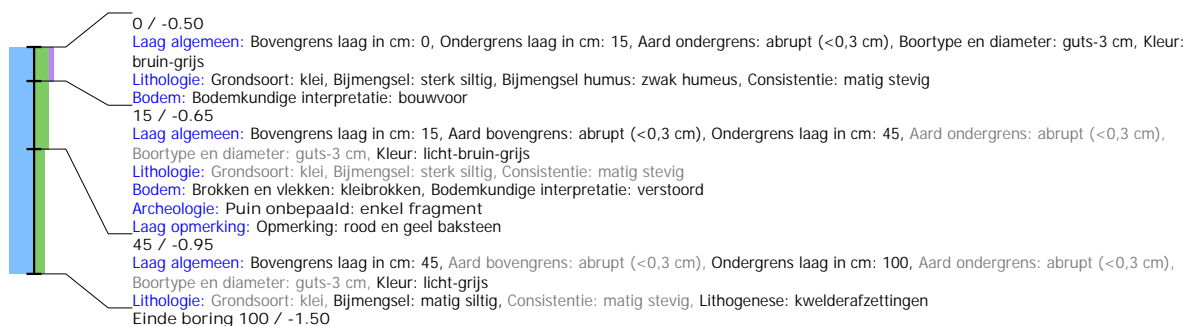 0 / -0.50
Laag algemeen: Bovengrens laag in cm: 0, Ondergrens laag in cm: 15, Aard ondergrens: abrupt (<0,3 cm), Boortype en diameter: guts-3 cm, Kleur:
bruin-grijs
Lithologie: Grondsoort: klei, Bijmengsel: sterk siltig, Bijmengsel humus: zwak humeus, Consistentie: matig stevig
Bodem: Bodemkundige interpretatie: bouwvoor
15 / -0.65
Laag algemeen: Bovengrens laag in cm: 15, Aard bovengrens: abrupt (<0,3 cm), Ondergrens laag in cm: 45, Aard ondergrens: abrupt (<0,3 cm),
Boortype en diameter: guts-3 cm, Kleur: licht-bruin-grijs
Lithologie: Grondsoort: klei, Bijmengsel: sterk siltig, Consistentie: matig stevig
Bodem: Brokken en vlekken: kleibrokken, Bodemkundige interpretatie: verstoord
Archeologie: Puin onbepaald: enkel fragment
Laag opmerking: Opmerking: rood en geel baksteen
45 / -0.95
Laag algemeen: Bovengrens laag in cm: 45, Aard bovengrens: abrupt (<0,3 cm), Ondergrens laag in cm: 100, Aard ondergrens: abrupt (<0,3 cm),
Boortype en diameter: guts-3 cm, Kleur: licht-grijs
Lithologie: Grondsoort: klei, Bijmengsel: matig siltig, Consistentie: matig stevig, Lithogenese: kwelderafzettingen
Einde boring 100 / -1.50